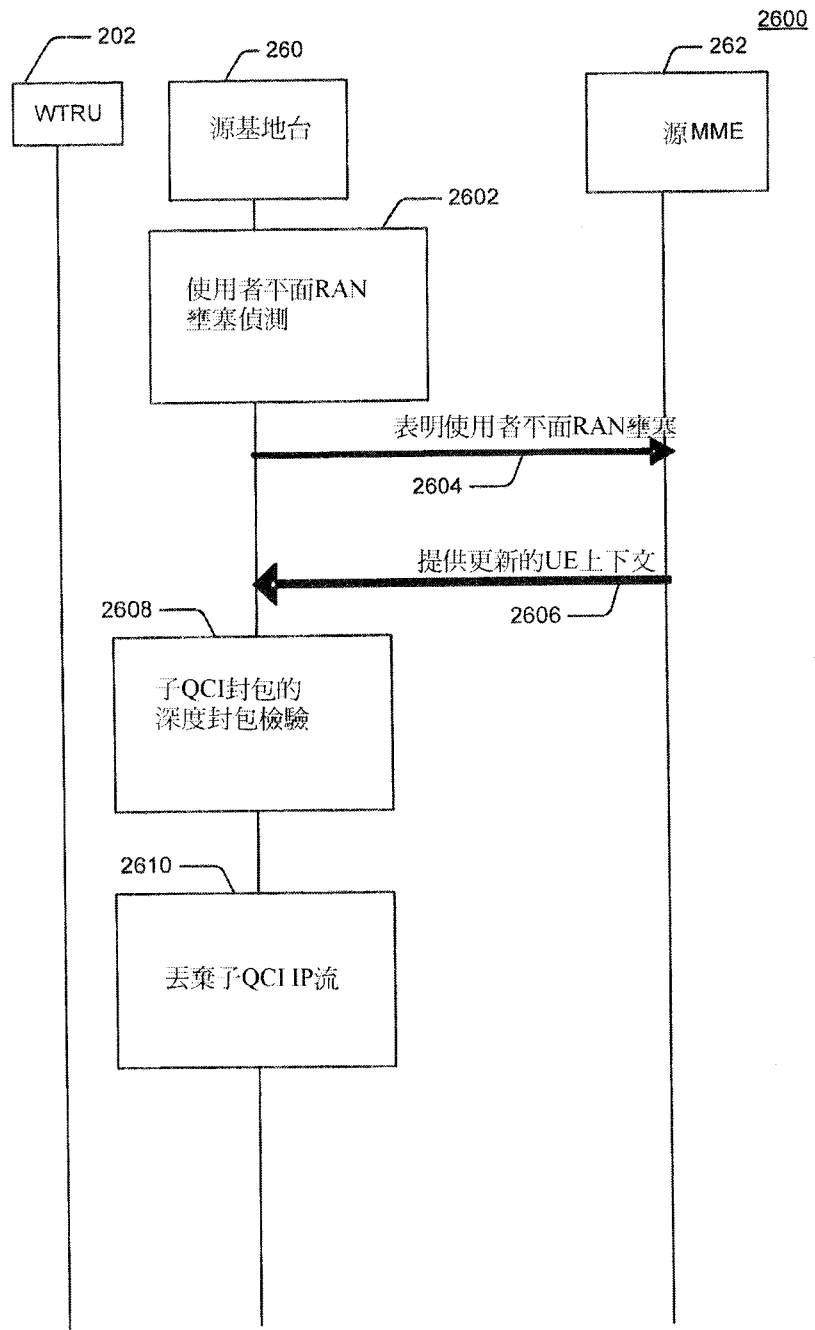 2600
202
260
262
WTRU
源基地台
源MME
2602
使用者平面RAN
壅塞偵測
表明使用者平面RAN壅塞
2604
提供更新的UE上下文
2606
2608
子QCI封包的
深度封包檢驗
2610
丟棄子QCI IP流